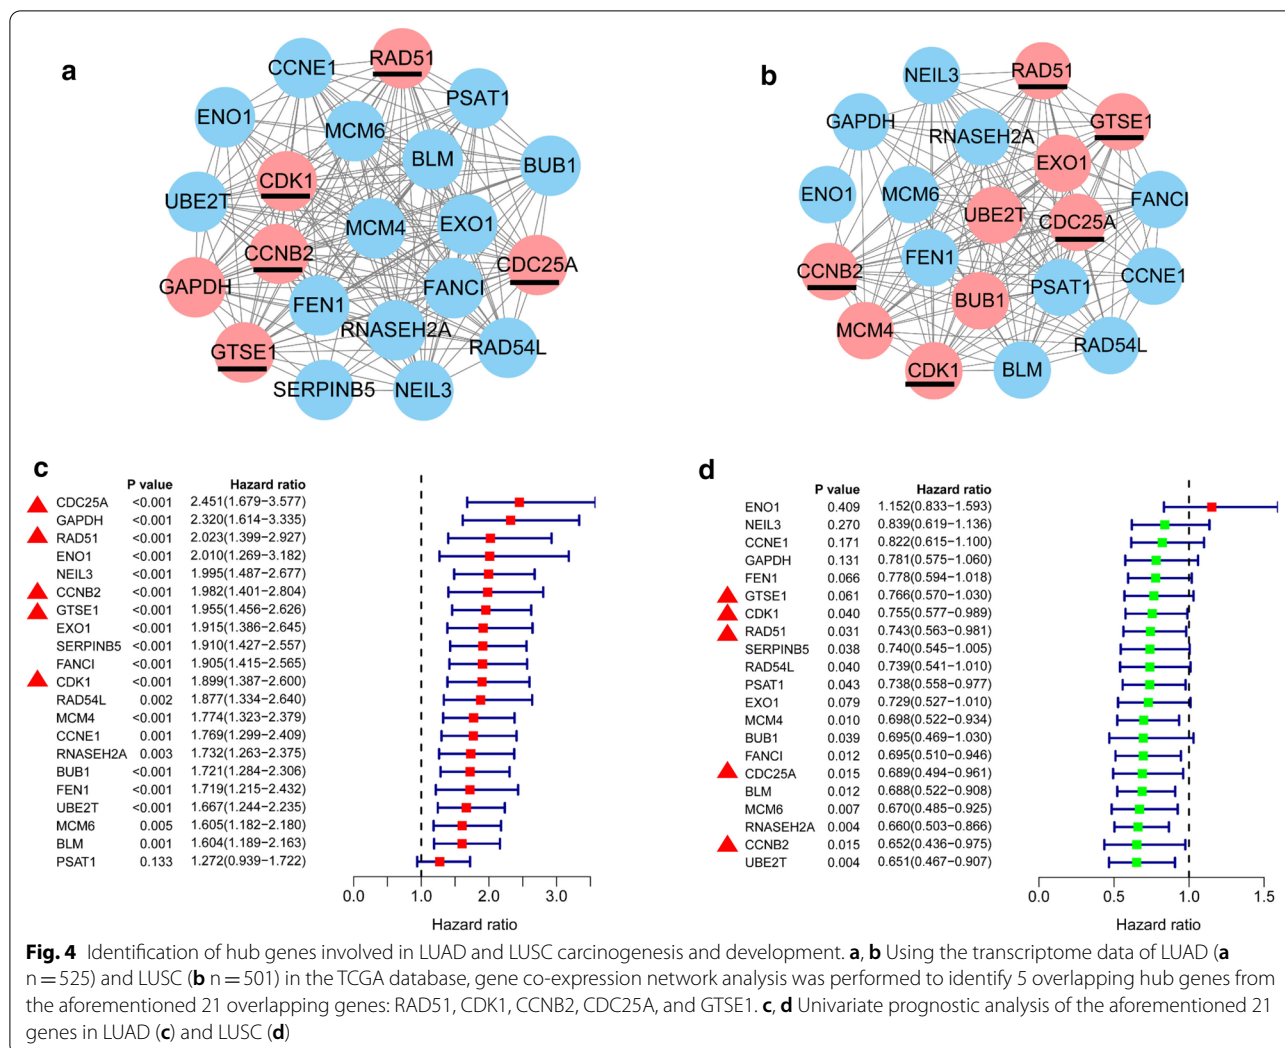 a
RAD51
CCNE1
PSAT1
ENO1
MCM6
BLM
BUB1
CDK1
UBE2T
MCM4
EXO1
CCNB2
CDC25A
GAPDH
FANCI
FEN1
RNASEH2A
GTSE1
RAD54L
SERPINB5
NEIL3
b
NEIL3
RAD51
GAPDH
RNASEH2A
GTSE1
EXO1
ENO1
MCM6
FANCI
UBE2T
CDC25A
FEN1
CCNB2
PSAT1
CCNE1
BUB1
MCM4
RAD54L
CDK1
BLM
c
P value Hazard ratio
CDC25A <0.001 2.451(1.679−3.577)
GAPDH <0.001 2.320(1.614−3.335)
RAD51 <0.001 2.023(1.399−2.927)
ENO1 <0.001 2.010(1.269−3.182)
NEIL3 <0.001 1.995(1.487−2.677)
CCNB2 <0.001 1.982(1.401−2.804)
GTSE1 <0.001 1.955(1.456−2.626)
EXO1 <0.001 1.915(1.386−2.645)
SERPINB5 <0.001 1.910(1.427−2.557)
FANCI <0.001 1.905(1.415−2.565)
CDK1 <0.001 1.899(1.387−2.600)
RAD54L 0.002 1.877(1.334−2.640)
MCM4 <0.001 1.774(1.323−2.379)
CCNE1 0.001 1.769(1.299−2.409)
RNASEH2A 0.003 1.732(1.263−2.375)
BUB1 <0.001 1.721(1.284−2.306)
FEN1 <0.001 1.719(1.215−2.432)
UBE2T <0.001 1.667(1.244−2.235)
MCM6 0.005 1.605(1.182−2.180)
BLM 0.001 1.604(1.189−2.163)
PSAT1 0.133 1.272(0.939−1.722)
0.0 1.0 2.0 3.0
Hazard ratio
d
P value Hazard ratio
ENO1 0.409 1.152(0.833−1.593)
NEIL3 0.270 0.839(0.619−1.136)
CCNE1 0.171 0.822(0.615−1.100)
GAPDH 0.131 0.781(0.575−1.060)
FEN1 0.066 0.778(0.594−1.018)
GTSE1 0.061 0.766(0.570−1.030)
CDK1 0.040 0.755(0.577−0.989)
RAD51 0.031 0.743(0.563−0.981)
SERPINB5 0.038 0.740(0.545−1.005)
RAD54L 0.040 0.739(0.541−1.010)
PSAT1 0.043 0.738(0.558−0.977)
EXO1 0.079 0.729(0.527−1.010)
MCM4 0.010 0.698(0.522−0.934)
BUB1 0.039 0.695(0.469−1.030)
FANCI 0.012 0.695(0.510−0.946)
CDC25A 0.015 0.689(0.494−0.961)
BLM 0.012 0.688(0.522−0.908)
MCM6 0.007 0.670(0.485−0.925)
RNASEH2A 0.004 0.660(0.503−0.866)
CCNB2 0.015 0.652(0.436−0.975)
UBE2T 0.004 0.651(0.467−0.907)
0.0 0.5 1.0 1.5
Hazard ratio
Fig. 4 Identification of hub genes involved in LUAD and LUSC carcinogenesis and development. a, b Using the transcriptome data of LUAD (a
n = 525) and LUSC (b n = 501) in the TCGA database, gene co-expression network analysis was performed to identify 5 overlapping hub genes from
the aforementioned 21 overlapping genes: RAD51, CDK1, CCNB2, CDC25A, and GTSE1. c, d Univariate prognostic analysis of the aforementioned 21
genes in LUAD (c) and LUSC (d)